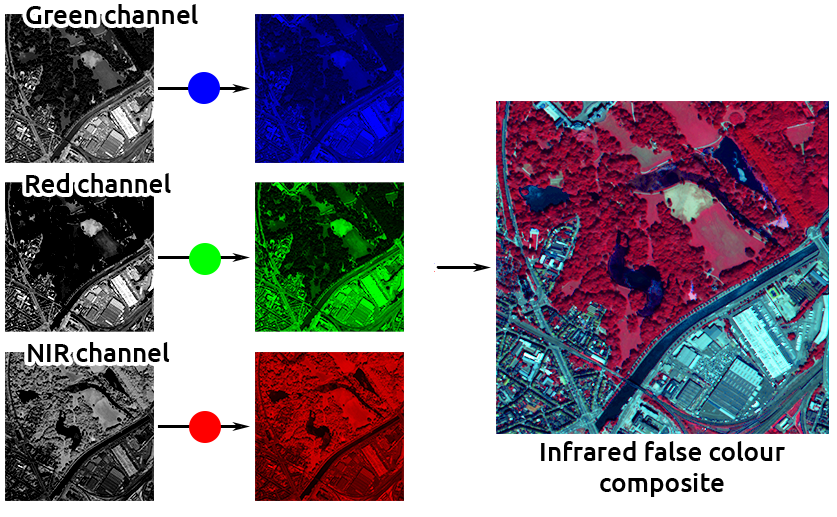 Green channel
Red channel
NIR channel
Infrared false colour
composite